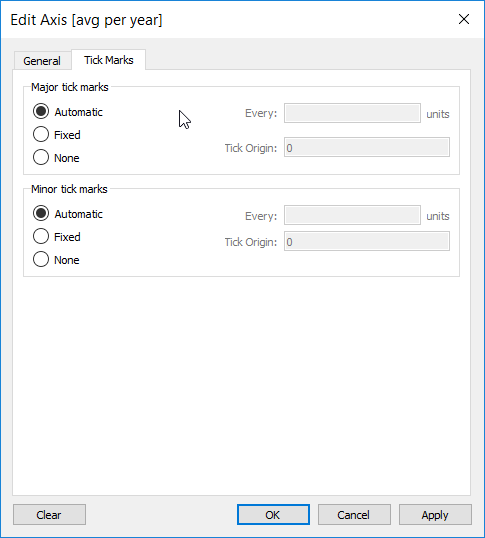 Edit Axis [avg per year]
General Tick Marks
Major tick marks
Automatic Every: units
Fixed
Tick Origin: 0
None
Minor tick marks
Automatic Every: units
Fixed Tick Origin: 0
None
Clear OK Cancel Apply